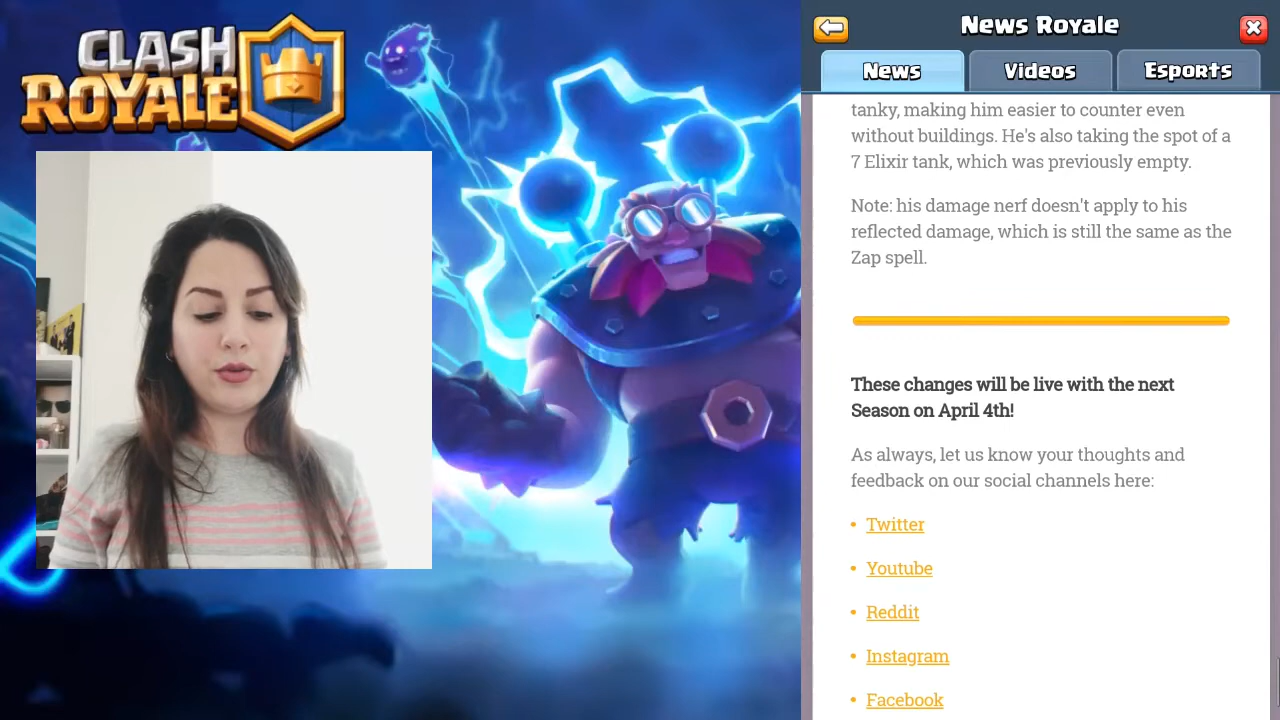 CLASH
ROYALE
News Royale
News
Videos
Esports
tanky, making him easier to counter even
without buildings. He's also taking the spot of a
7 Elixir tank, which was previously empty.
Note: his damage nerf doesn't apply to his
reflected damage, which is still the same as the
Zap spell.
These changes will be live with the next
Season on April 4th!
As always, let us know your thoughts and
feedback on our social channels here:
• Twitter
• Youtube
• Reddit
• Instagram
• Facebook